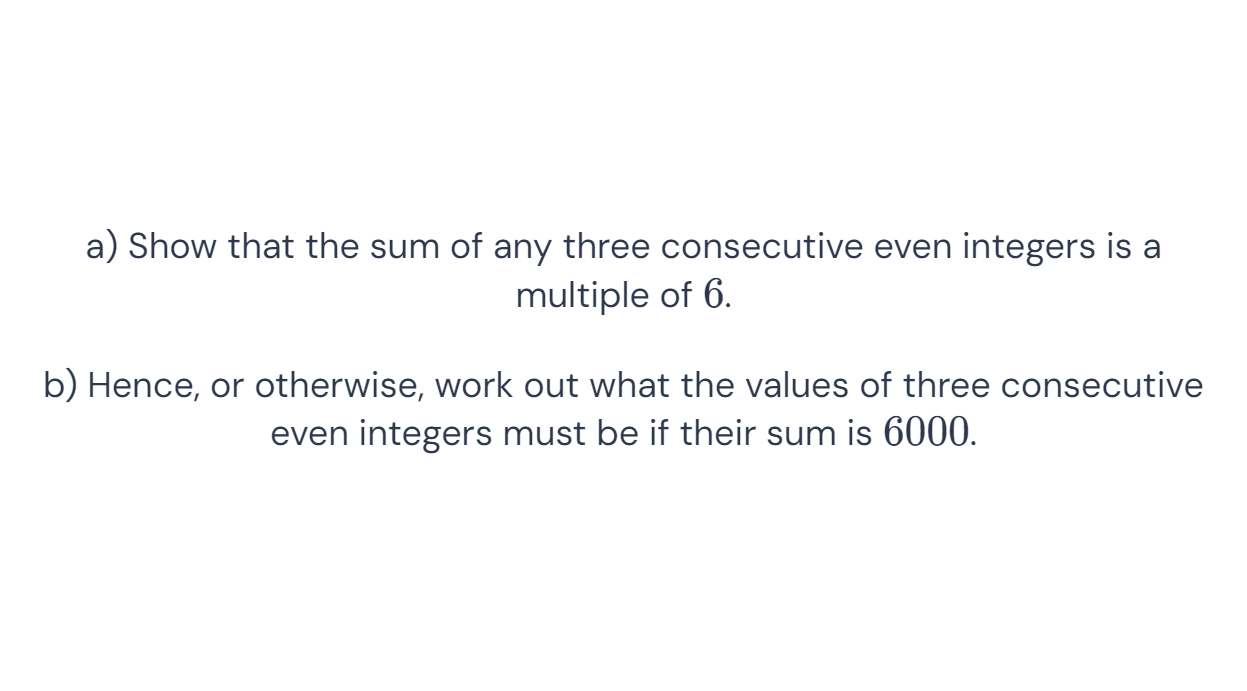 a) Show that the sum of any three consecutive even integers is a
multiple of 6.
b) Hence, or otherwise, work out what the values of three consecutive
even integers must be if their sum is 6000.